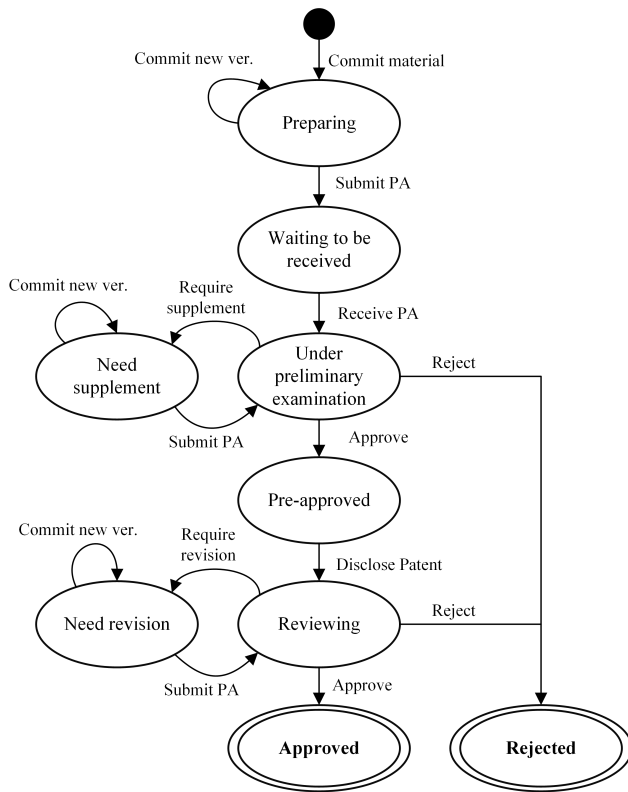 Commit new ver.
Commit material
Preparing
Submit PA
Waiting to be
received
Commit new ver.
Require
supplement
Receive PA
Need
supplement
Under
preliminary
examination
Reject
Submit PA
Approve
Pre-approved
Commit new ver.
Require
revision
Disclose Patent
Need revision
Reviewing
Reject
Submit PA
Approve
Approved
Rejected